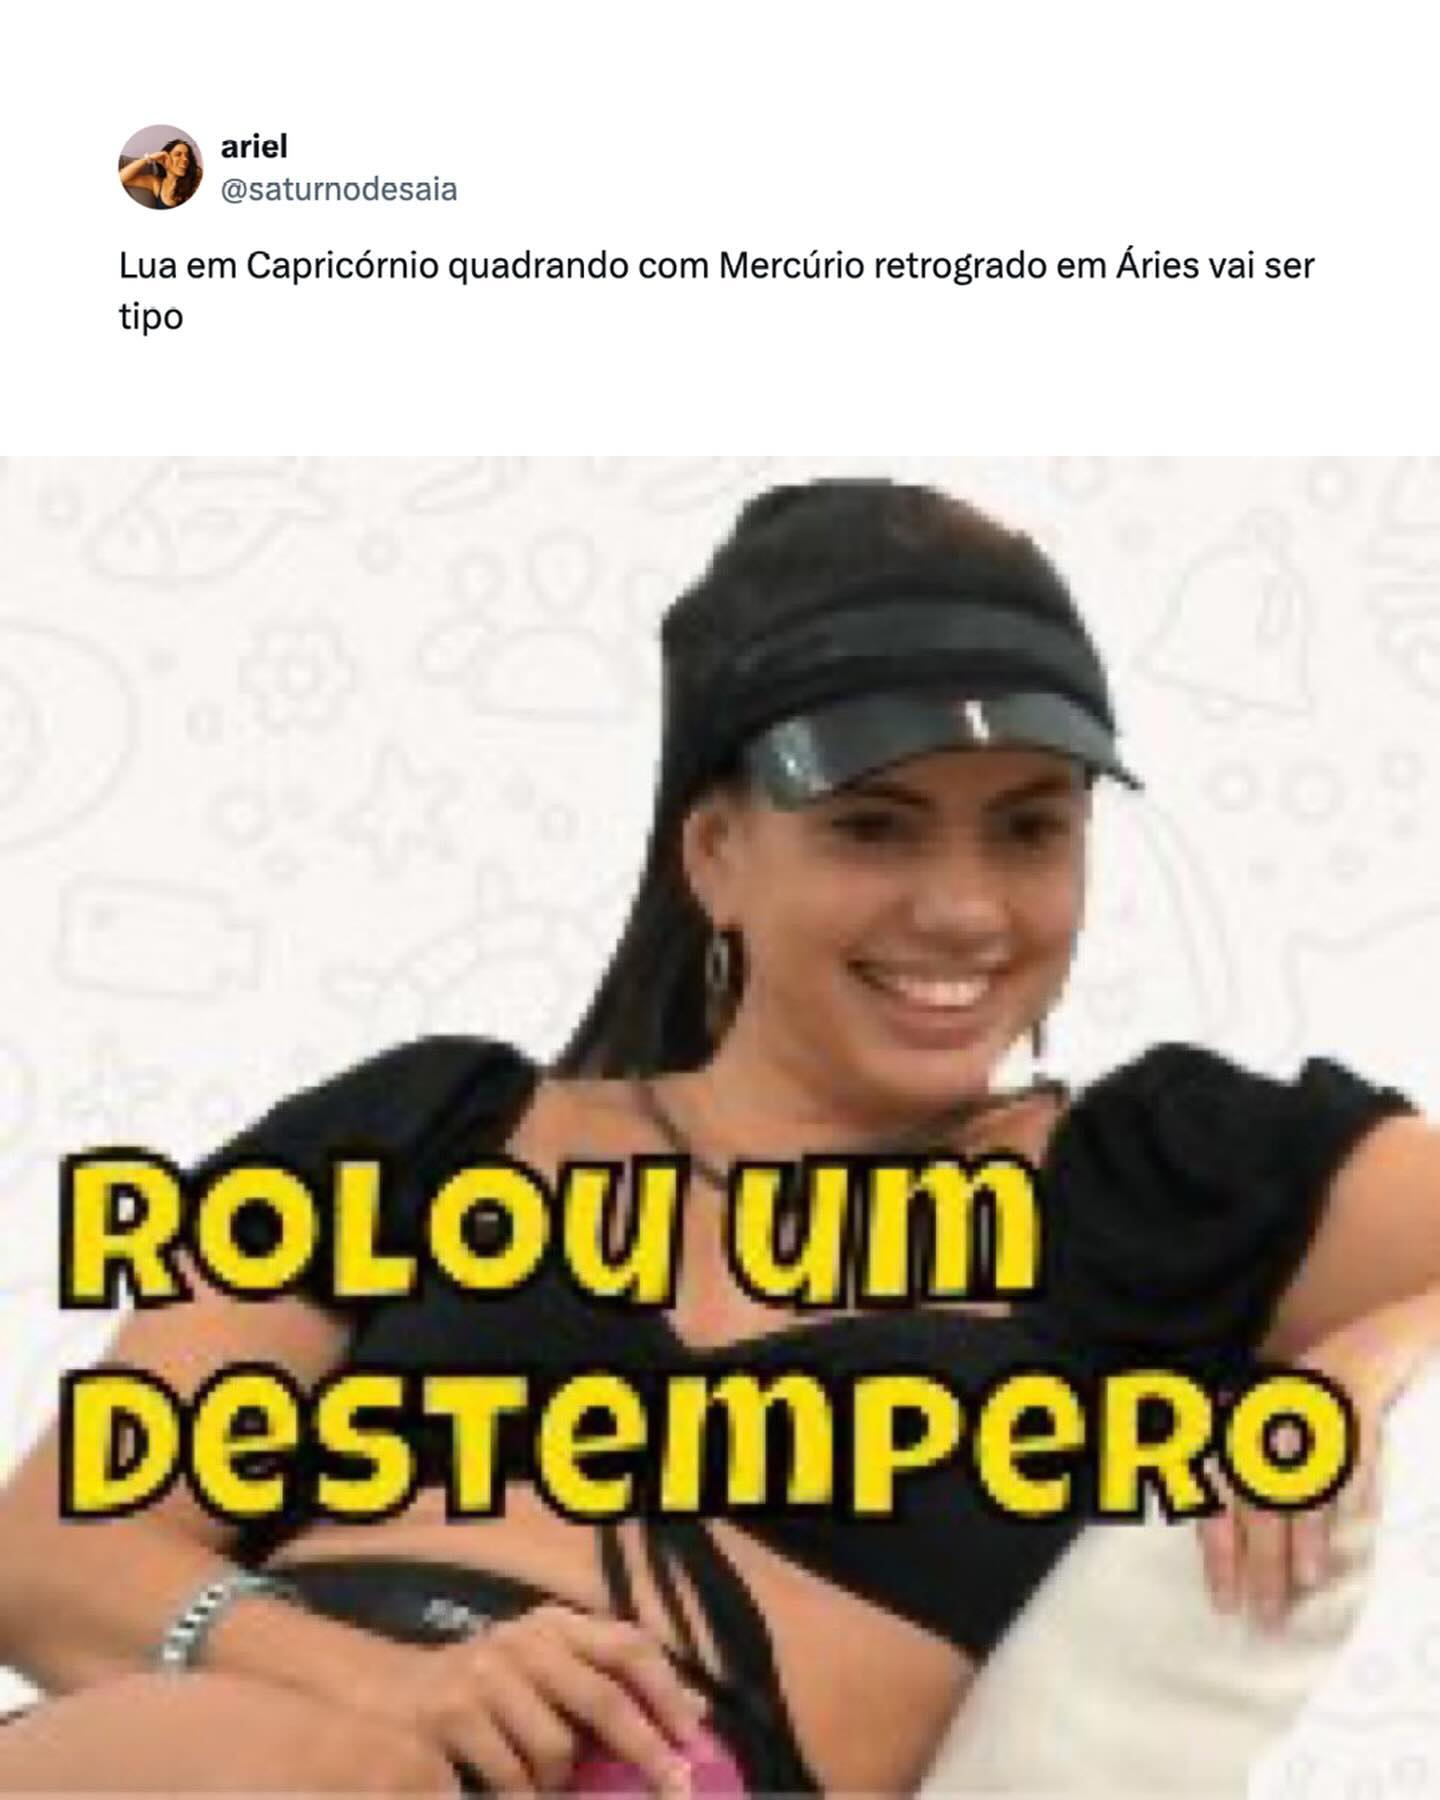 ariel
@saturnodesaia
Lua em Capricórnio quadrando com Mercúrio retrogrado em Áries vai ser
tipo
ROLOU um
DeSTemPeRO